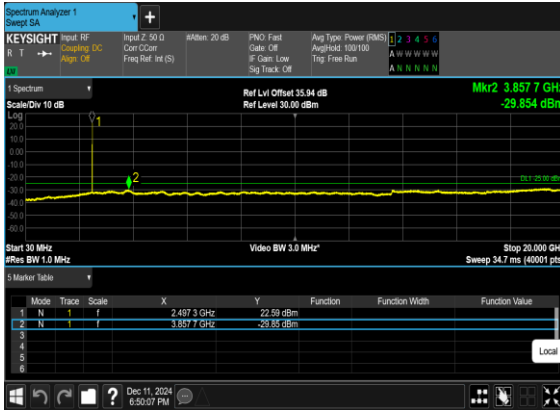 Spectrum Analyzer 1
Swept SA
+
KEYSIGHT Input: RF Input Z: 50 Ω #Atten: 20 dB PNO: Fast Avg Type: Power (RMS) 1 2 3 4 5 6
R T Coupling: DC Corr CCorr Gate: Off Avg|Hold: 100/100 A W W W W W
Align: Off Freq Ref: Int (S) IF Gain: Low Trig: Free Run
Sig Track: Off A N N N N N
1 Spectrum Ref Lvl Offset 35.94 dB Mkr2 3.857 7 GHz
Scale/Div 10 dB Ref Level 30.00 dBm -29.854 dBm
Log
20.0
10.0
0.00
-10.0
-20.0
-30.0
-40.0
-50.0
-60.0
1
2
Start 30 MHz Video BW 3.0 MHz* Stop 20.000 GH
#Res BW 1.0 MHz Sweep 34.7 ms (40001 pts
5 Marker Table
Mode Trace Scale X Y Function Function Width Function Value
1 N 1 f 2.497 3 GHz 22.59 dBm
2 N 1 f 3.857 7 GHz -29.85 dBm
3
4
5
6
Local
Dec 11, 2024
6:50:07 PM